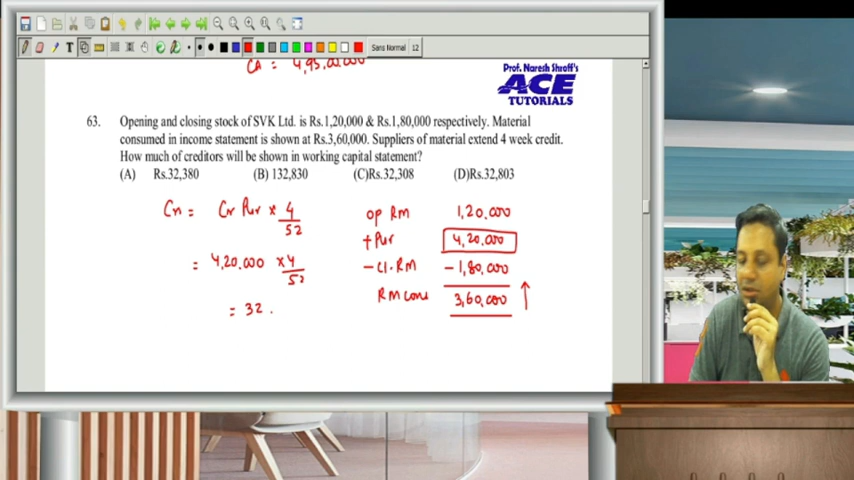 Sans Normal 12
CA = 4,95,00,000
Prof. Naresh Shroff's
ACE
TUTORIALS
63. Opening and closing stock of SVK Ltd. is Rs.1,20,000 & Rs.1,80,000 respectively. Material
consumed in income statement is shown at Rs.3,60,000. Suppliers of material extend 4 week credit.
How much of creditors will be shown in working capital statement?
(A) Rs.32,380 (B) 132,830 (C)Rs.32,308 (D)Rs.32,803
Crs = Cr Pur × 4/52
= 4,20,000 × 4/52
= 32.
op RM 1,20,000
+ Pur 4,20,000
- Cl. RM - 1,80,000
RM cons 3,60,000 ↑